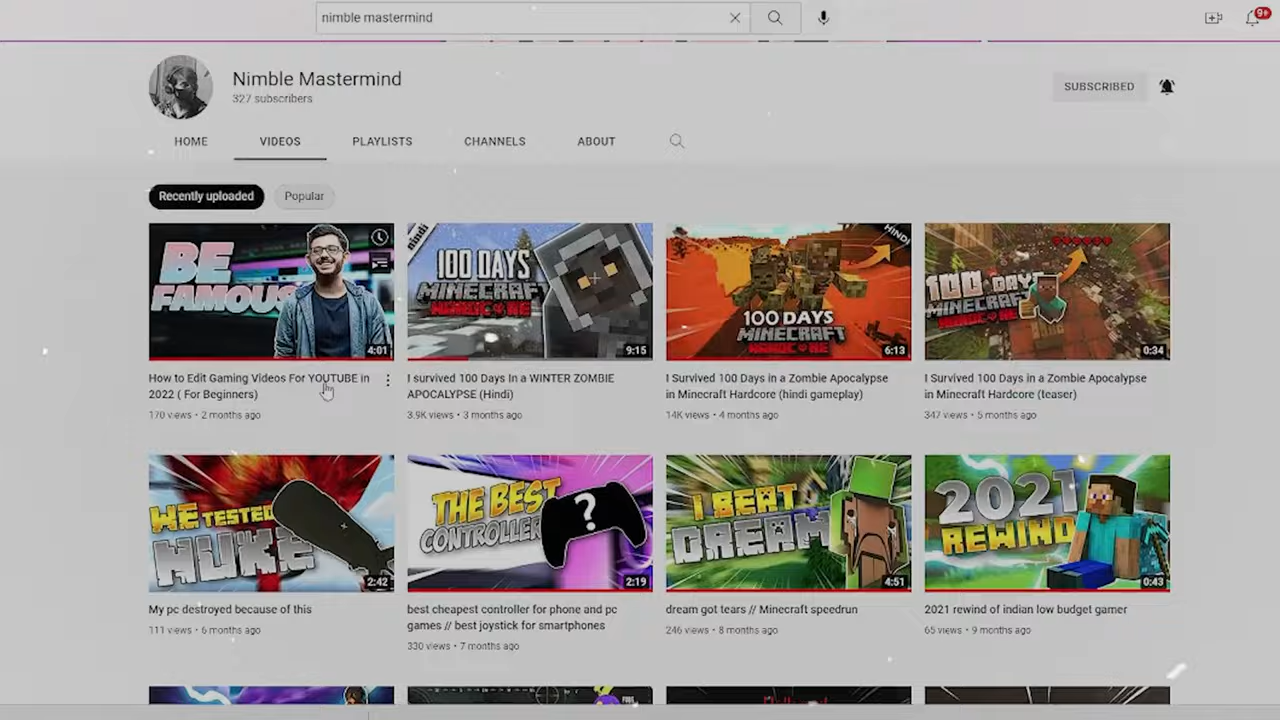 nimble mastermind
9+
Nimble Mastermind
327 subscribers
SUBSCRIBED
HOME VIDEOS PLAYLISTS CHANNELS ABOUT
Recently uploaded Popular
BE
FAMOUS
4:01
hindi
100 DAYS
MINECRAFT
HARDCORE
9:15
HINDI
100 DAYS
MINECRAFT
HARDCORE
6:13
100 DAYS
MINECRAFT
HARDCORE
0:34
How to Edit Gaming Videos For YOUTUBE in
2022 ( For Beginners)
170 views • 2 months ago
I survived 100 Days In a WINTER ZOMBIE
APOCALYPSE (Hindi)
3.9K views • 3 months ago
I Survived 100 Days in a Zombie Apocalypse
in Minecraft Hardcore (hindi gameplay)
14K views • 4 months ago
I Survived 100 Days in a Zombie Apocalypse
in Minecraft Hardcore (teaser)
347 views • 5 months ago
WE TESTED
NUKE
2:42
THE BEST
CONTROLLER
?
2:19
I BEAT
DREAM
4:51
2021
REWIND
0:43
My pc destroyed because of this
111 views • 6 months ago
best cheapest controller for phone and pc
games // best joystick for smartphones
330 views • 7 months ago
dream got tears // Minecraft speedrun
246 views • 8 months ago
2021 rewind of indian low budget gamer
65 views • 9 months ago